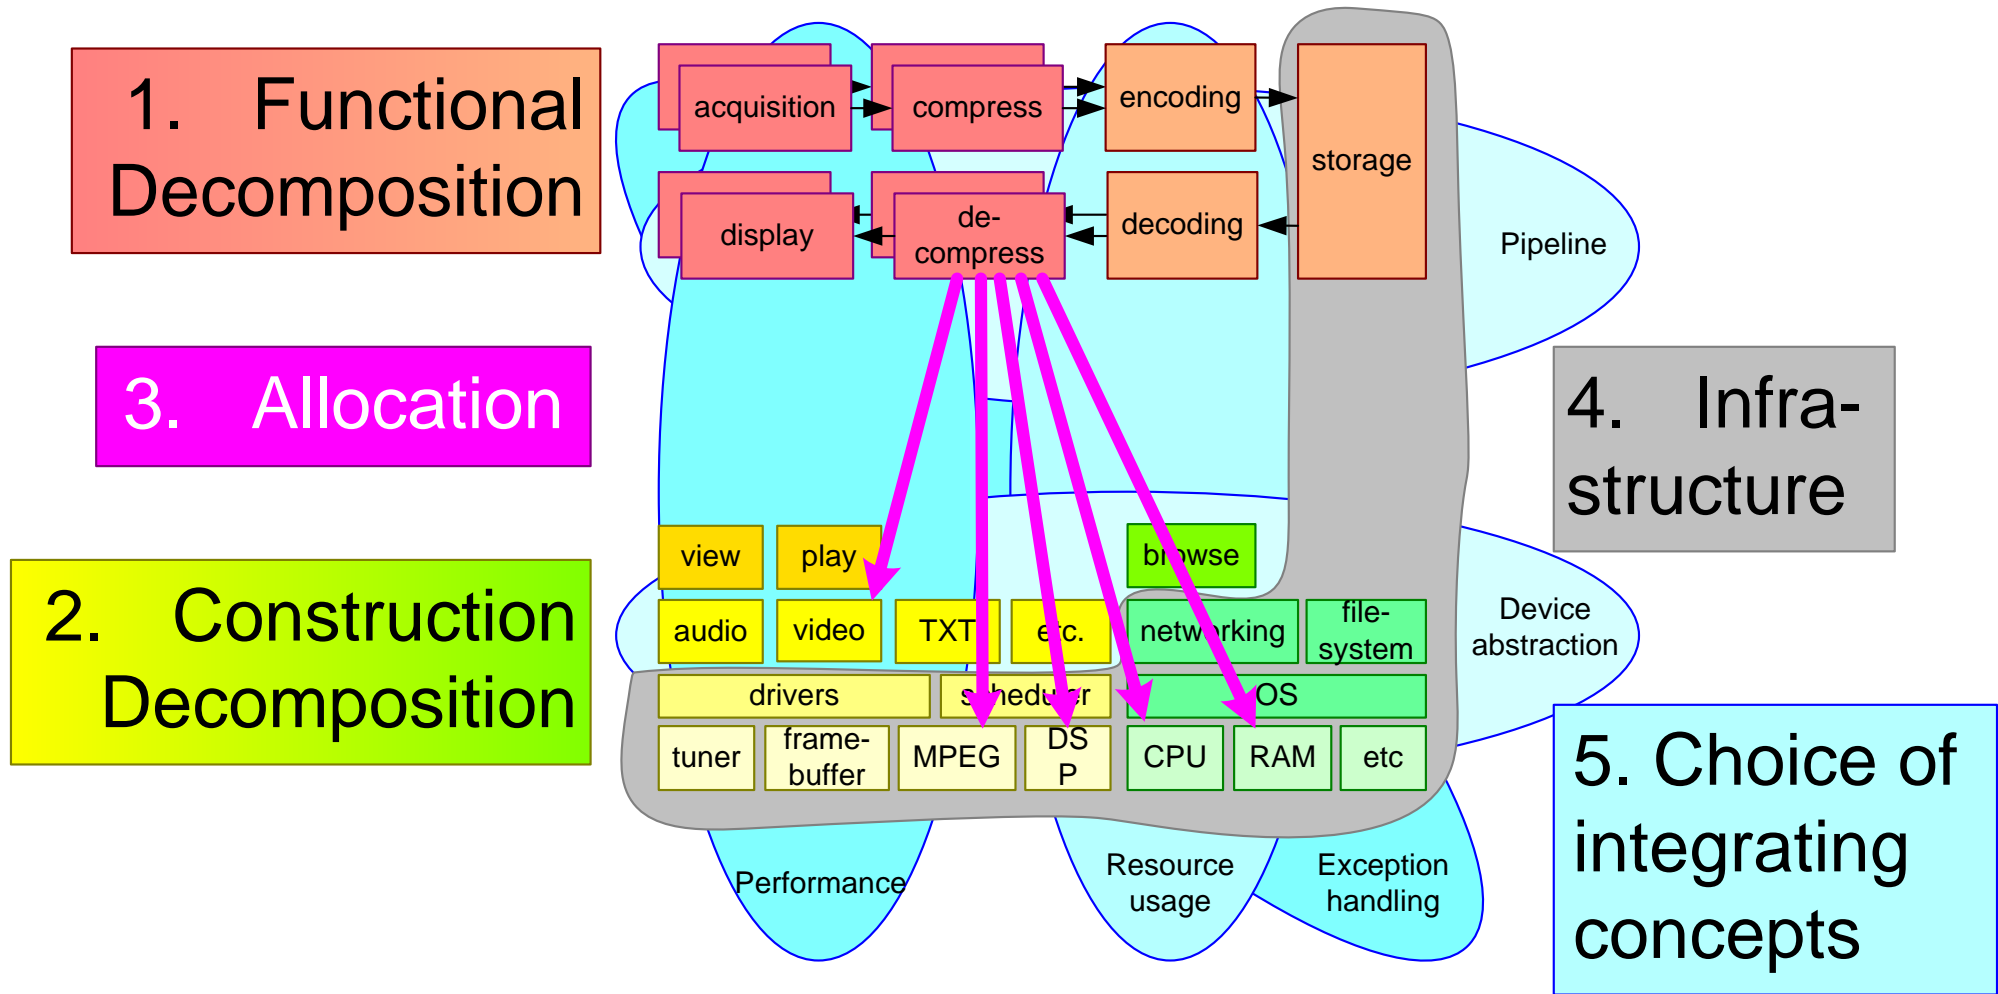 1. Functional
Decomposition
acquisition
compress
encoding
storage
display
de-
compress
decoding
Pipeline
3. Allocation
4. Infra-
structure
view
play
browse
2. Construction
Decomposition
audio
video
TXT
etc.
networking
file-
system
Device
abstraction
drivers
scheduler
OS
tuner
frame-
buffer
MPEG
DS
P
CPU
RAM
etc
5. Choice of
integrating
concepts
Performance
Resource
usage
Exception
handling